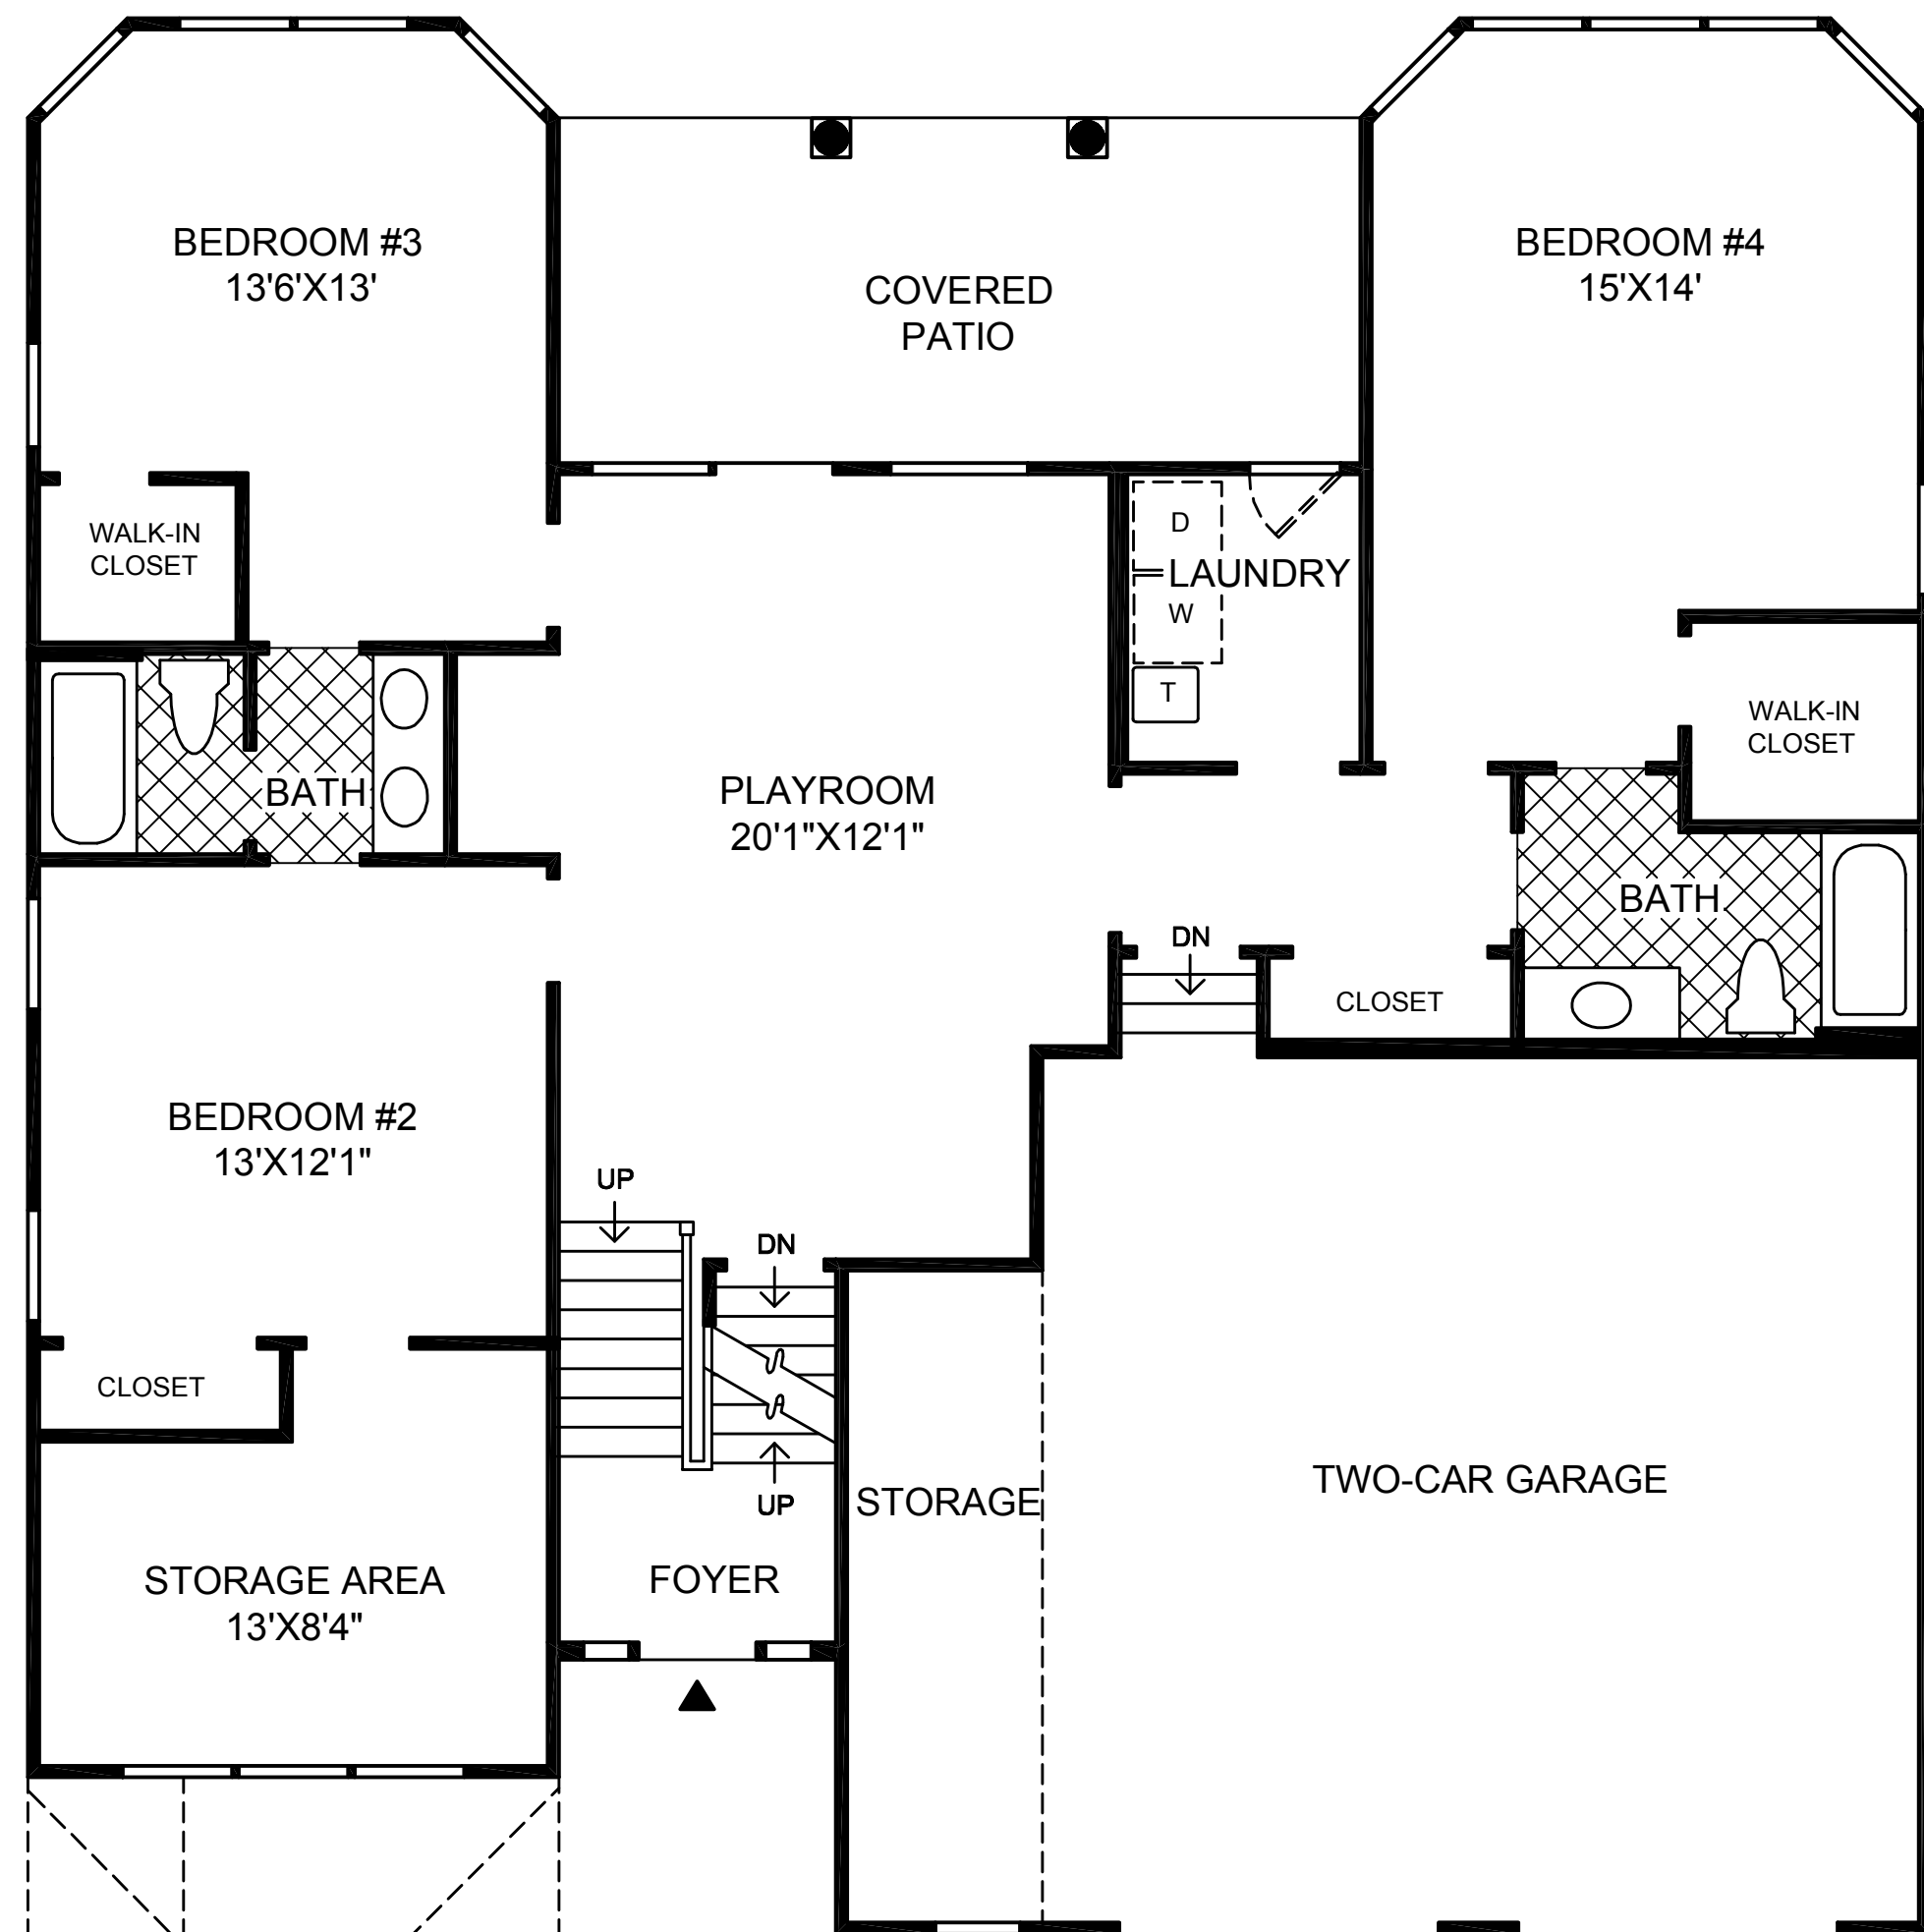 BEDROOM #3
13'6'X13'
COVERED
PATIO
BEDROOM #4
15'X14'
WALK-IN
CLOSET
D
LAUNDRY
W
T
WALK-IN
CLOSET
BATH
PLAYROOM
20'1"X12'1"
BATH
DN
CLOSET
BEDROOM #2
13'X12'1"
UP
DN
CLOSET
UP
STORAGE
TWO-CAR GARAGE
STORAGE AREA
13'X8'4"
FOYER